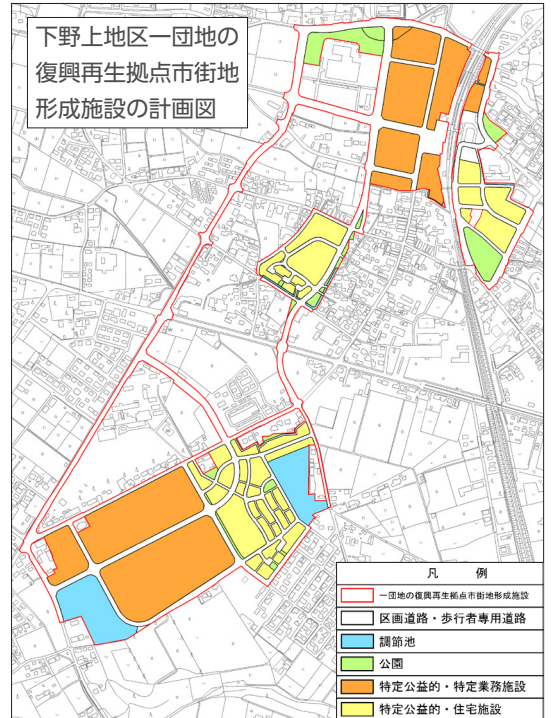 下野上地区一団地の
復興再生拠点市街地
形成施設の計画図
凡 例
一団地の復興再生拠点市街地形成施設
区画道路・歩行者専用道路
調節池
公園
特定公益的・特定業務施設
特定公益的・住宅施設